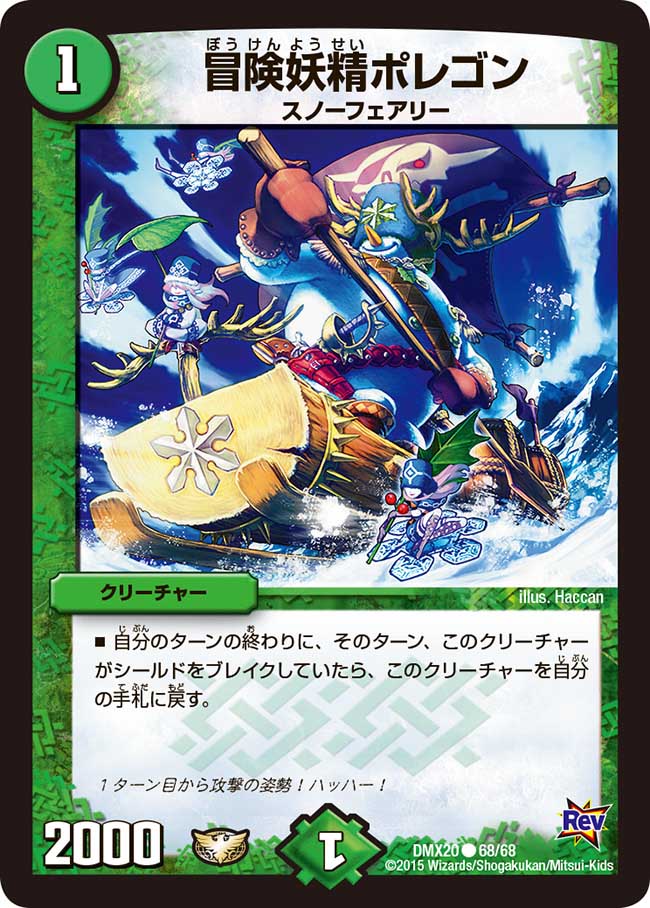 1
ぼうけんようせい
冒険妖精ポレゴン
スノーフェアリー
クリーチャー
illus. Haccan
■ 自分のターンの終わりに、そのターン、このクリーチャー
がシールドをブレイクしていたら、このクリーチャーを自分
の手札に戻す。
1ターン目から攻撃の姿勢！ハッハー！
2000
1
Rev
DMX20 ● 68/68
©2015 Wizards/Shogakukan/Mitsui-Kids